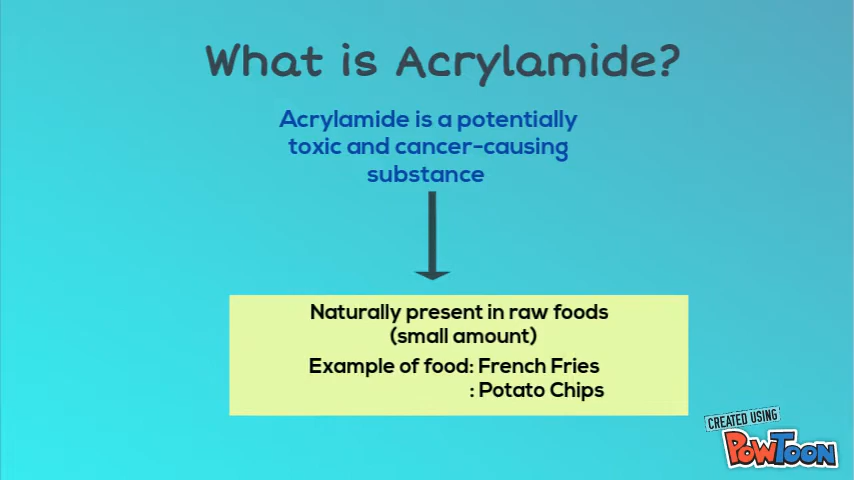 What is Acrylamide?
Acrylamide is a potentially
toxic and cancer-causing
substance
Naturally present in raw foods
(small amount)
Example of food: French Fries
: Potato Chips
CREATED USING
POWTOON